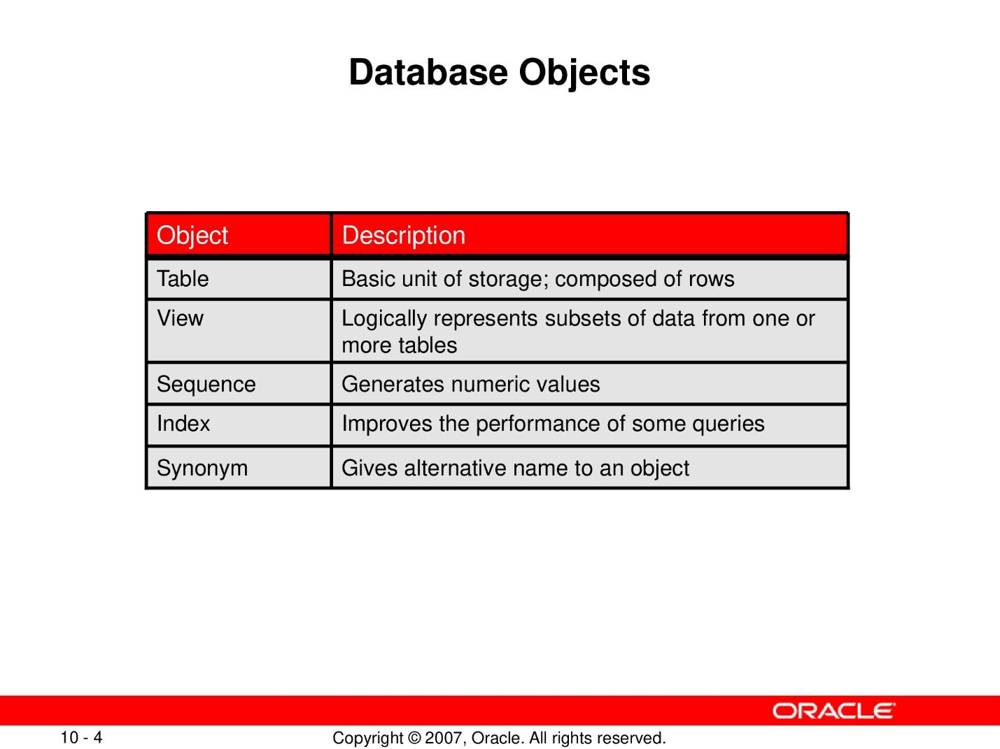 Database Objects
Object Description
Table Basic unit of storage; composed of rows
View Logically represents subsets of data from one or
more tables
Sequence Generates numeric values
Index Improves the performance of some queries
Synonym Gives alternative name to an object
ORACLE
10 - 4 Copyright © 2007, Oracle. All rights reserved.